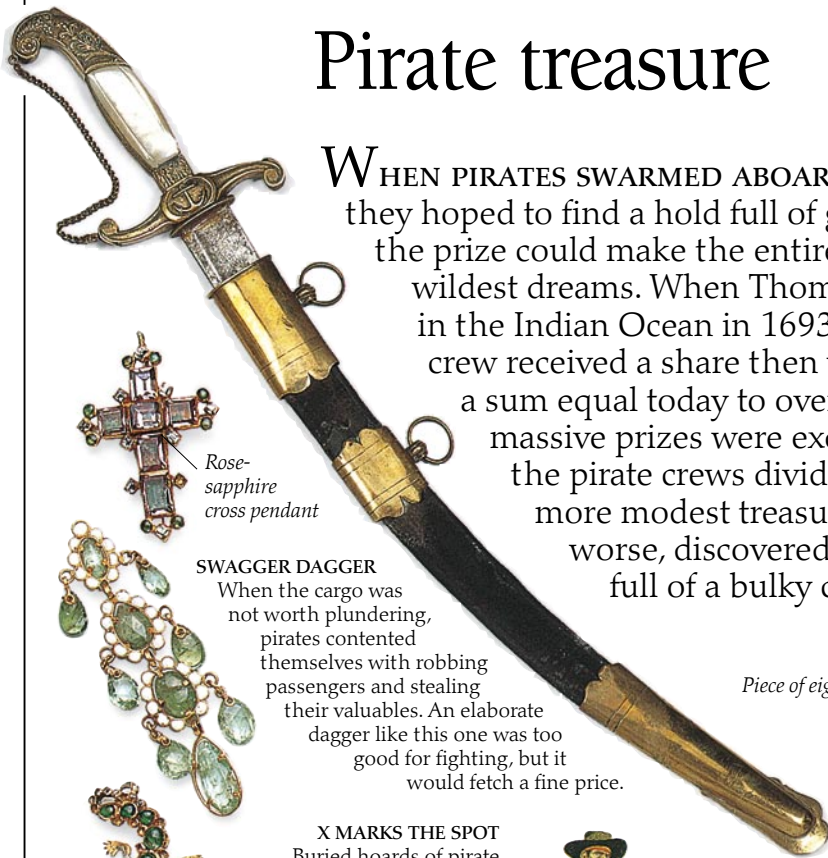 Pirate treasure
WHEN PIRATES SWARMED ABOAR
they hoped to find a hold full of
the prize could make the entire
wildest dreams. When Thom
in the Indian Ocean in 1693
crew received a share then
a sum equal today to over
massive prizes were exc
the pirate crews divid
more modest treasu
worse, discovered
full of a bulky
Rose-
sapphire
cross pendant
SWAGGER DAGGER
When the cargo was
not worth plundering,
pirates contented
themselves with robbing
passengers and stealing
their valuables. An elaborate
dagger like this one was too
good for fighting, but it
would fetch a fine price.
Piece of eig
X MARKS THE SPOT
Buried hoards of pirate